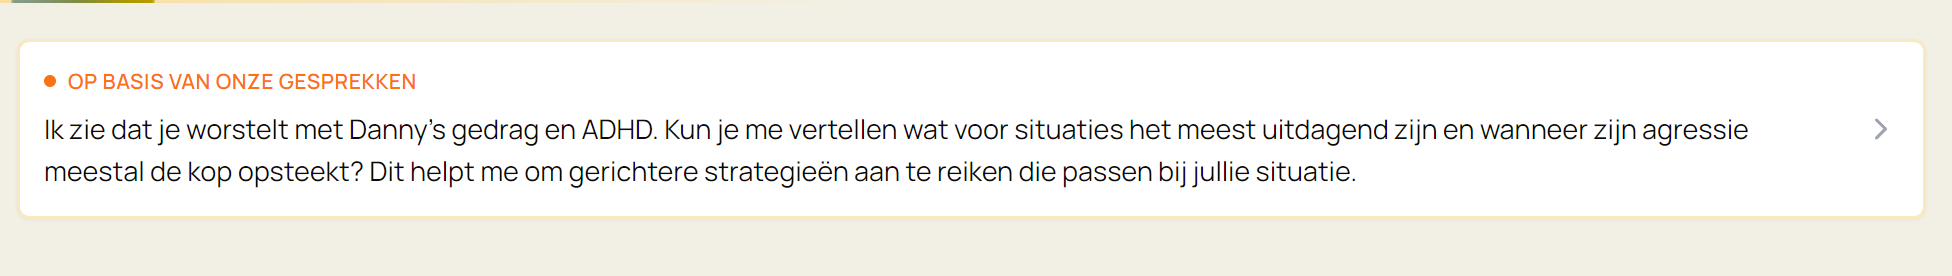 OP BASIS VAN ONZE GESPREKKEN
Ik zie dat je worstelt met Danny’s gedrag en ADHD. Kun je me vertellen wat voor situaties het meest uitdagend zijn en wanneer zijn agressie
meestal de kop opsteekt? Dit helpt me om gerichtere strategieën aan te reiken die passen bij jullie situatie.